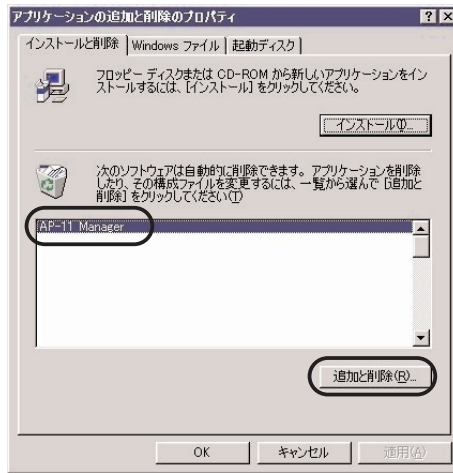 アプリケーションの追加と削除のプロパティ
インストールと削除 Windows ファイル 起動ディスク
フロッピー ディスクまたは CD-ROM から新しいアプリケーションをイン
ストールするには、[インストール] をクリックしてください。
インストール(I)...
次のソフトウェアは自動的に削除できます。アプリケーションを削除
したり、その構成ファイルを変更するには、一覧から選んで [追加と
削除] をクリックしてください(T)
AP-11 Manager
追加と削除(R)...
OK キャンセル 適用(A)